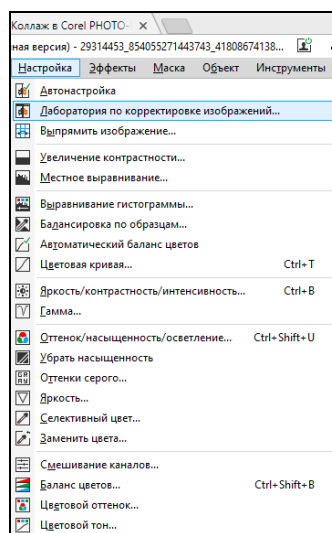 Коллаж в Corel PHOTO-
ная версия) - 29314453_854055271443743_41808674138...
Настройка Эффекты Маска Объект Инструменты
Автонастройка
Лаборатория по корректировке изображений...
Выпрямить изображение...
Увеличение контрастности...
Местное выравнивание...
Выравнивание гистограммы...
Балансировка по образцам...
Автоматический баланс цветов
Цветовая кривая... Ctrl+T
Яркость/контрастность/интенсивность... Ctrl+B
Гамма...
Оттенок/насыщенность/осветление... Ctrl+Shift+U
Убрать насыщенность
Оттенки серого...
Яркость...
Селективный цвет...
Заменить цвета...
Смешивание каналов...
Баланс цветов... Ctrl+Shift+B
Цветовой оттенок...
Цветовой тон...